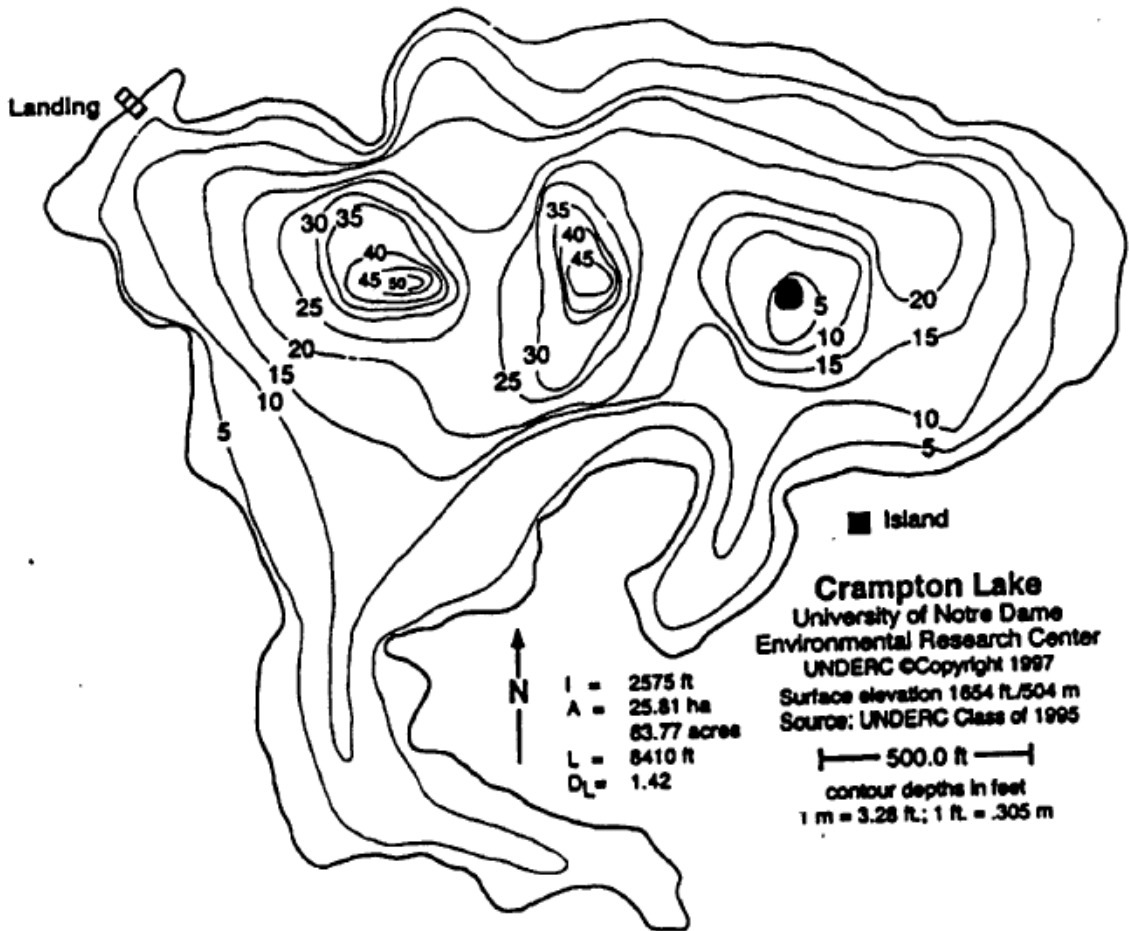 Landing
30
35
35
40
40
45
50
45
25
20
15
10
5
30
25
5
10
15
20
15
10
5
Island
Crampton Lake
University of Notre Dame
Environmental Research Center
UNDERC ©Copyright 1997
Surface elevation 1654 ft./504 m
Source: UNDERC Class of 1995
500.0 ft
contour depths in feet
1 m = 3.28 ft.; 1 ft. = .305 m
N
l = 2575 ft
A = 25.81 ha
63.77 acres
L = 8410 ft
DL= 1.42